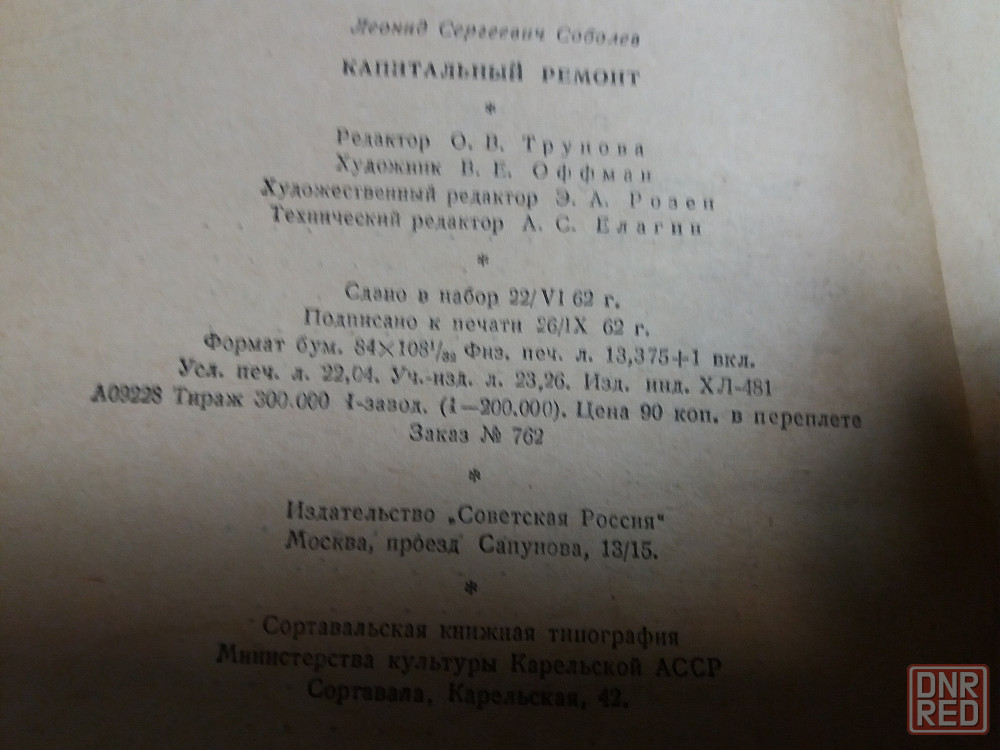 Леонид Сергеевич Соболев
КАПИТАЛЬНЫЙ РЕМОНТ
*
Редактор О. В. Трунова
Художник В. Е. Оффман
Художественный редактор Э. А. Розен
Технический редактор А. С. Елагин
*
Сдано в набор 22/VI 62 г.
Подписано к печати 26/IX 62 г.
Формат бум. 84×108¹/₃₂ Физ. печ. л. 13,375+1 вкл.
Усл. печ. л. 22,04. Уч.-изд. л. 23,26. Изд. инд. ХЛ-481
А09228 Тираж 300.000 1-завод. (1—200.000). Цена 90 коп. в переплете
Заказ № 762
*
Издательство „Советская Россия“
Москва, проезд Сапунова, 13/15.
*
Сортавальская книжная типография
Министерства культуры Карельской АССР
Сортавала, Карельская, 42.
DNR
RED